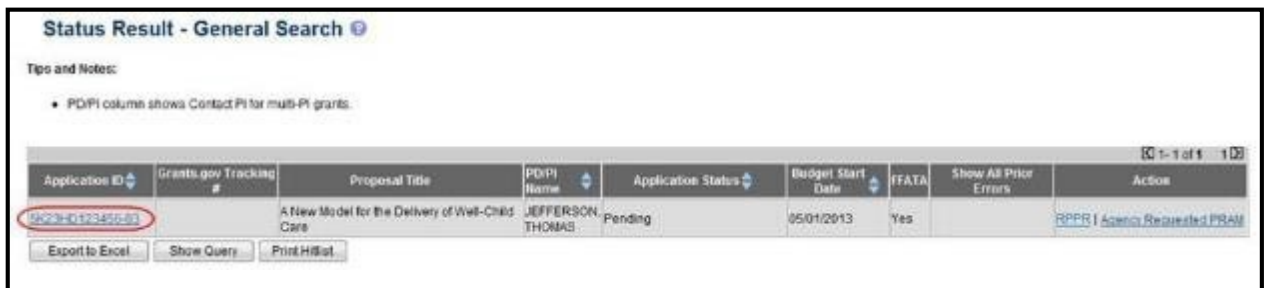 Status Result - General Search
Tips and Notes:
• PD/PI column shows Contact PI for multi-PI grants.
1-1 of 1 1
Application ID Grants.gov Tracking # Proposal Title PD/PI Name Application Status Budget Start Date FFATA Show All Prior Errors Action
5K23HD123456-03 A New Model for the Delivery of Well-Child Care JEFFERSON, THOMAS Pending 05/01/2013 Yes RPPR | Agency Requested PRAM
Export to Excel Show Query Print Hitlist